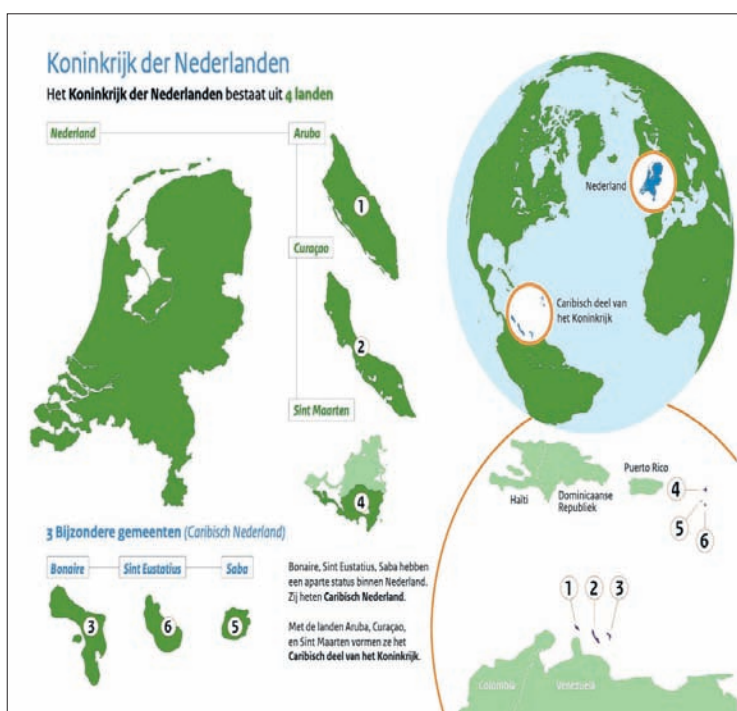 Koninkrijk der Nederlanden
Het Koninkrijk der Nederlanden bestaat uit 4 landen
Nederland
Aruba
1
Curaçao
2
Sint Maarten
4
3 Bijzondere gemeenten (Caribisch Nederland)
Bonaire
Sint Eustatius
Saba
3
6
5
Bonaire, Sint Eustatius, Saba hebben
een aparte status binnen Nederland.
Zij heten Caribisch Nederland.
Met de landen Aruba, Curaçao,
en Sint Maarten vormen ze het
Caribisch deel van het Koninkrijk.
Nederland
Caribisch deel van
het Koninkrijk
Haïti
Dominicaanse
Republiek
Puerto Rico
4
5
6
1
2
3
Colombia
Venezuela